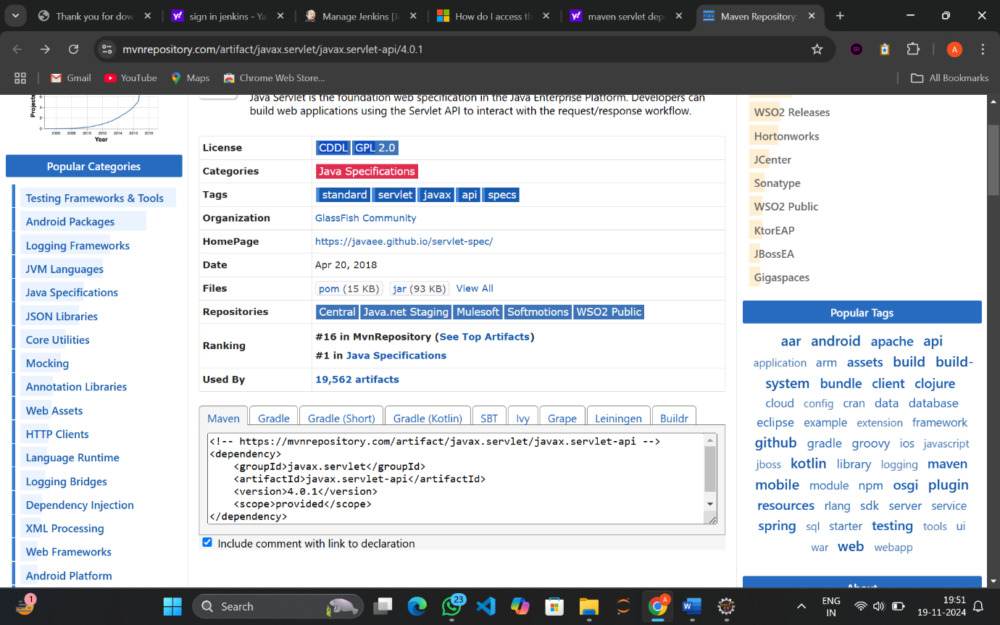 Thank you for dow
sign in jenkins - Ya
Manage Jenkins [Je
How do I access th
maven servlet dep
Maven Repository:
mvnrepository.com/artifact/javax.servlet/javax.servlet-api/4.0.1
A
Gmail
YouTube
Maps
Chrome Web Store...
All Bookmarks
Projects
6
4
2
0
2006 2008 2010 2012 2014 2016 2018
Year
Popular Categories
Testing Frameworks & Tools
Android Packages
Logging Frameworks
JVM Languages
Java Specifications
JSON Libraries
Core Utilities
Mocking
Annotation Libraries
Web Assets
HTTP Clients
Language Runtime
Logging Bridges
Dependency Injection
XML Processing
Web Frameworks
Android Platform
Java Servlet is the foundation web specification in the Java Enterprise Platform. Developers can
build web applications using the Servlet API to interact with the request/response workflow.
License CDDL GPL 2.0
Categories Java Specifications
Tags standard servlet javax api specs
Organization GlassFish Community
HomePage https://javaee.github.io/servlet-spec/
Date Apr 20, 2018
Files pom (15 KB) jar (93 KB) View All
Repositories Central Java.net Staging Mulesoft Softmotions WSO2 Public
Ranking
#16 in MvnRepository (See Top Artifacts)
#1 in Java Specifications
Used By 19,562 artifacts
Maven Gradle Gradle (Short) Gradle (Kotlin) SBT Ivy Grape Leiningen Buildr
<!-- https://mvnrepository.com/artifact/javax.servlet/javax.servlet-api -->
<dependency>
<groupId>javax.servlet</groupId>
<artifactId>javax.servlet-api</artifactId>
<version>4.0.1</version>
<scope>provided</scope>
</dependency>
Include comment with link to declaration
WSO2 Releases
Hortonworks
JCenter
Sonatype
WSO2 Public
KtorEAP
JBossEA
Gigaspaces
Popular Tags
aar android apache api
application arm assets build build-
system bundle client clojure
cloud config cran data database
eclipse example extension framework
github gradle groovy ios javascript
jboss kotlin library logging maven
mobile module npm osgi plugin
resources rlang sdk server service
spring sql starter testing tools ui
war web webapp
About
1
Search
23
A
W
ENG
IN
19:51
19-11-2024